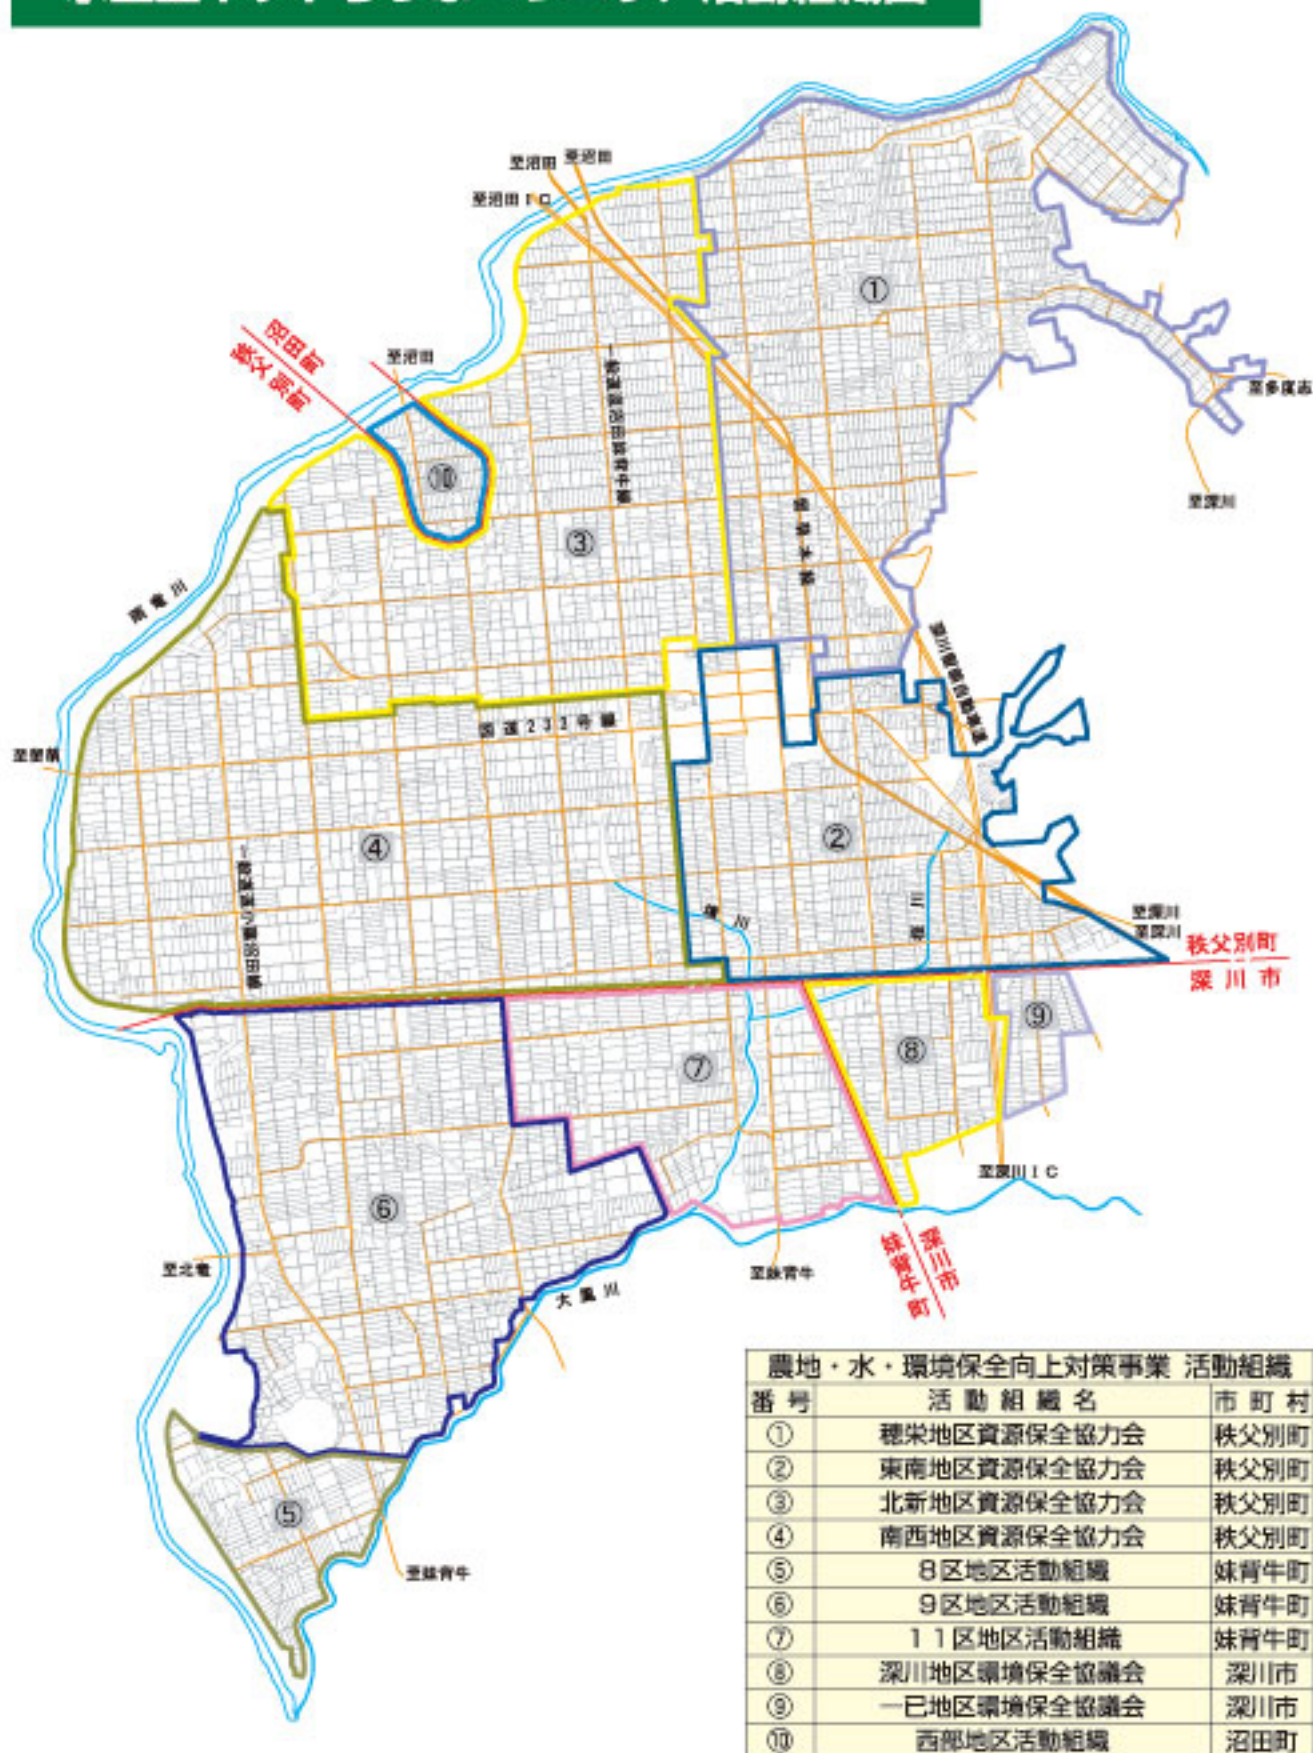 至沼田
至沼田
至沼田IC
①
沼田町
秩父別町
至沼田
至多度志
⑩
至深川
③
雨竜川
国道233号線
至留萌
②
④
至深川
至深川
秩父別町
深川市
⑨
⑧
⑦
至深川IC
⑥
深川市
妹背牛町
至北竜
至妹背牛
大鳳川
⑤
至妹背牛
農地・水・環境保全向上対策事業 活動組織
番号 活動組織名 市町村
① 穂栄地区資源保全協力会 秩父別町
② 東南地区資源保全協力会 秩父別町
③ 北新地区資源保全協力会 秩父別町
④ 南西地区資源保全協力会 秩父別町
⑤ 8区地区活動組織 妹背牛町
⑥ 9区地区活動組織 妹背牛町
⑦ 11区地区活動組織 妹背牛町
⑧ 深川地区環境保全協議会 深川市
⑨ 一已地区環境保全協議会 深川市
⑩ 西部地区活動組織 沼田町